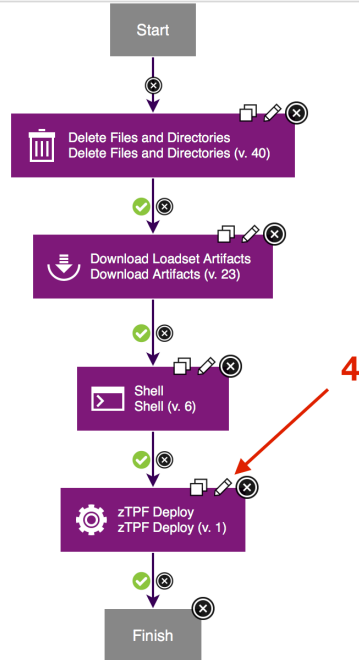 Start
Delete Files and Directories
Delete Files and Directories (v. 40)
Download Loadset Artifacts
Download Artifacts (v. 23)
Shell
Shell (v. 6)
4
zTPF Deploy
zTPF Deploy (v. 1)
Finish